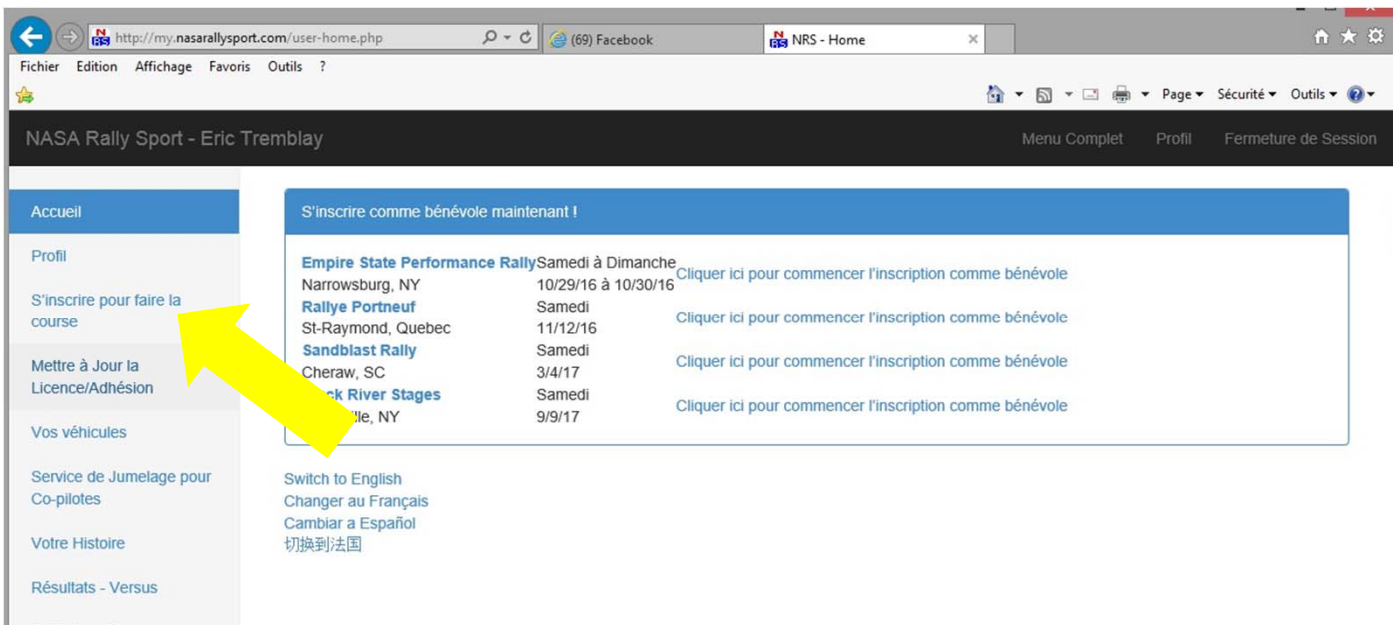 http://my.nasarallysport.com/user-home.php
(69) Facebook
NRS - Home
Fichier Edition Affichage Favoris Outils ?
Page Sécurité Outils
NASA Rally Sport - Eric Tremblay
Menu Complet Profil Fermeture de Session
Accueil
Profil
S'inscrire pour faire la
course
Mettre à Jour la
Licence/Adhésion
Vos véhicules
Service de Jumelage pour
Co-pilotes
Votre Histoire
Résultats - Versus
S'inscrire comme bénévole maintenant !
Empire State Performance Rally Samedi à Dimanche
Narrowsburg, NY 10/29/16 à 10/30/16
Cliquer ici pour commencer l'inscription comme bénévole
Rallye Portneuf Samedi
St-Raymond, Quebec 11/12/16
Cliquer ici pour commencer l'inscription comme bénévole
Sandblast Rally Samedi
Cheraw, SC 3/4/17
Cliquer ici pour commencer l'inscription comme bénévole
River Stages Samedi
NY 9/9/17
Cliquer ici pour commencer l'inscription comme bénévole
Switch to English
Changer au Français
Cambiar a Español
切换到法国